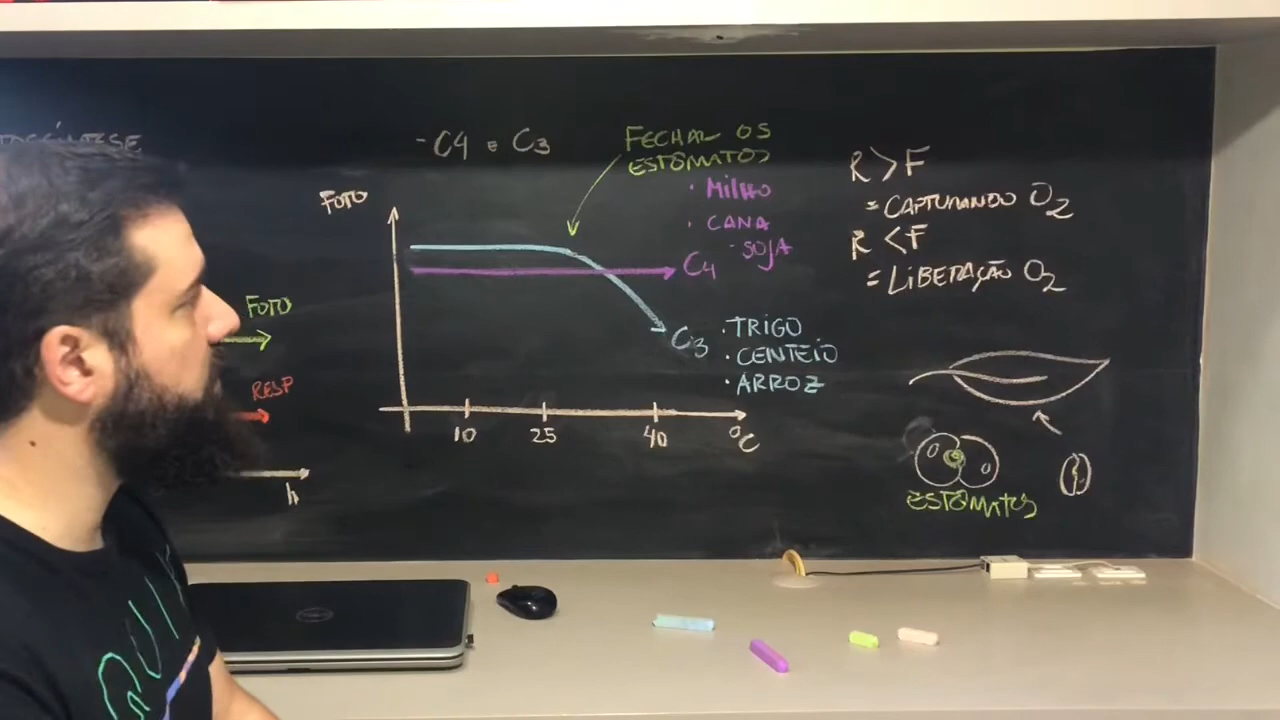 - C4 e C3
FECHAR OS
ESTÔMATOS
FOTO
• MILHO
• CANA
• SOJA
C4
C3
• TRIGO
• CENTEIO
• ARROZ
10 25 40 °C
R > F
= CAPTURANDO O2
R < F
= LIBERAÇÃO O2
ESTÔMATOS
FOTO
RESP
h